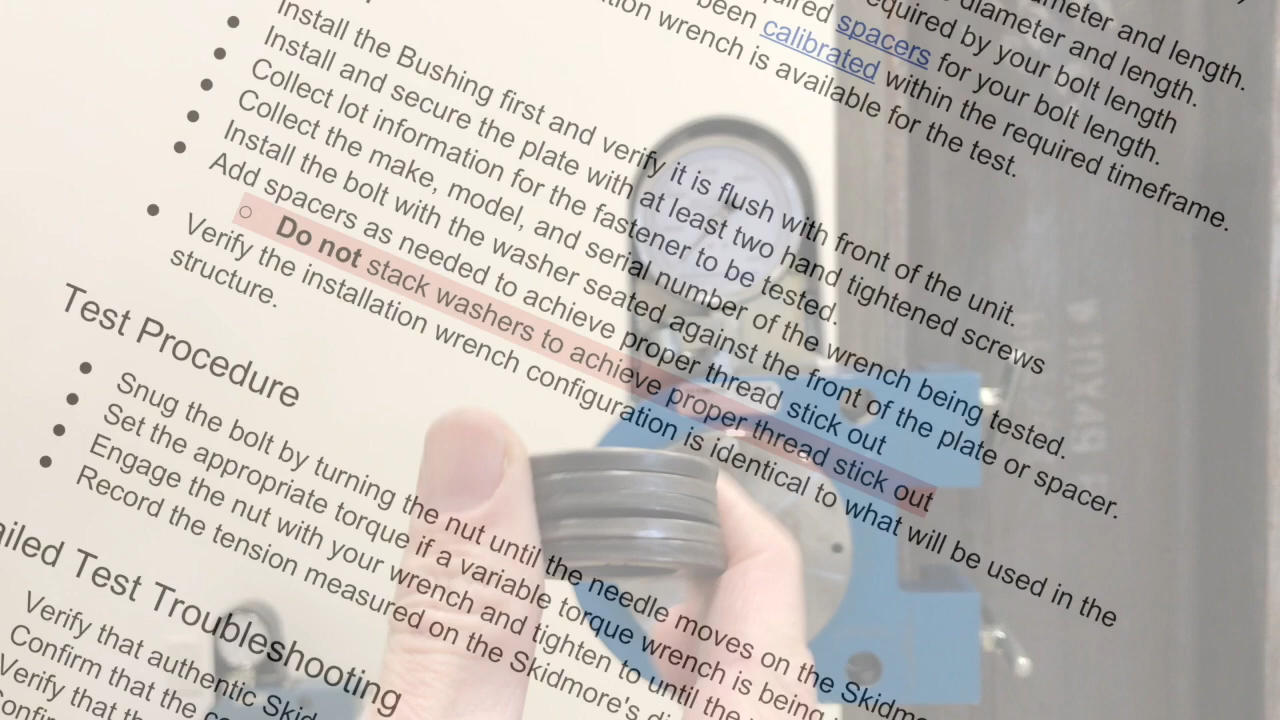 ameter and length.
diameter and length.
required by your bolt length
spacers for your bolt length.
been calibrated within the required timeframe.
wrench is available for the test.
Install the Bushing first and verify it is flush with front of the unit.
Install and secure the plate with at least two hand tightened screws
Collect lot information for the fastener to be tested.
Collect the make, model, and serial number of the wrench being tested.
Install the bolt with the washer seated against the front of the plate or spacer.
Add spacers as needed to achieve proper thread stick out
Do not stack washers to achieve proper thread stick out
Verify the installation wrench configuration is identical to what will be used in the
structure.
Test Procedure
Snug the bolt by turning the nut until the needle moves on the Skidmo
Set the appropriate torque if a variable torque wrench is being
Engage the nut with your wrench and tighten to until the
Record the tension measured on the Skidmore's di
ailed Test Troubleshooting
Verify that authentic Skid
Confirm that the co
Verify that th